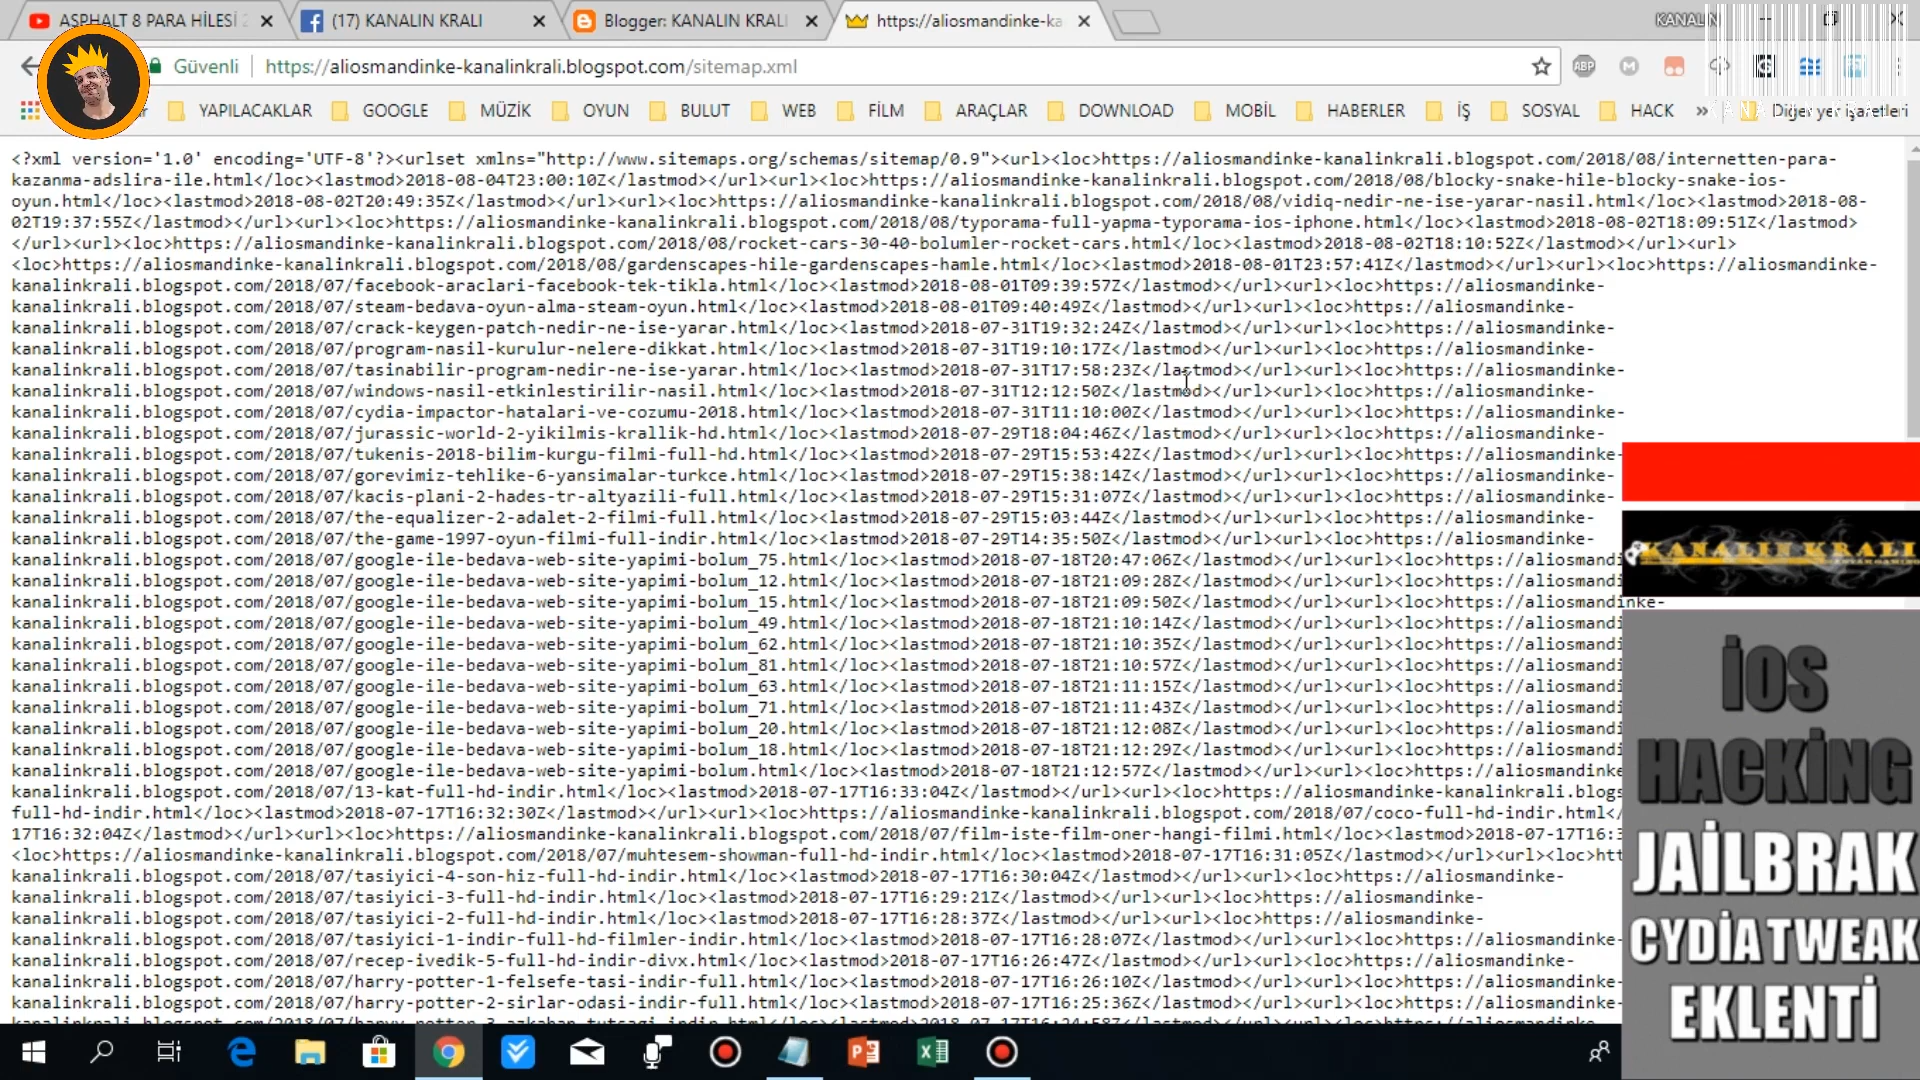 ASPHALT 8 PARA HİLESİ 2
(17) KANALIN KRALI
Blogger: KANALIN KRALI
https://aliosmandinke-ka
KANALIN
Güvenli
https://aliosmandinke-kanalinkrali.blogspot.com/sitemap.xml
ABP
YAPILACAKLAR
GOOGLE
MÜZİK
OYUN
BULUT
WEB
FİLM
ARAÇLAR
DOWNLOAD
MOBİL
HABERLER
İŞ
SOSYAL
HACK
»
Diğer yer işaretleri
<?xml version='1.0' encoding='UTF-8'?><urlset xmlns="http://www.sitemaps.org/schemas/sitemap/0.9"><url><loc>https://aliosmandinke-kanalinkrali.blogspot.com/2018/08/internetten-para-
kazanma-adslira-ile.html</loc><lastmod>2018-08-04T23:00:10Z</lastmod></url><url><loc>https://aliosmandinke-kanalinkrali.blogspot.com/2018/08/blocky-snake-hile-blocky-snake-ios-
oyun.html</loc><lastmod>2018-08-02T20:49:35Z</lastmod></url><url><loc>https://aliosmandinke-kanalinkrali.blogspot.com/2018/08/vidiq-nedir-ne-ise-yarar-nasil.html</loc><lastmod>2018-08-
02T19:37:55Z</lastmod></url><url><loc>https://aliosmandinke-kanalinkrali.blogspot.com/2018/08/typorama-full-yapma-typorama-ios-iphone.html</loc><lastmod>2018-08-02T18:09:51Z</lastmod>
</url><url><loc>https://aliosmandinke-kanalinkrali.blogspot.com/2018/08/rocket-cars-30-40-bolumler-rocket-cars.html</loc><lastmod>2018-08-02T18:10:52Z</lastmod></url><url>
<loc>https://aliosmandinke-kanalinkrali.blogspot.com/2018/08/gardenscapes-hile-gardenscapes-hamle.html</loc><lastmod>2018-08-01T23:57:41Z</lastmod></url><url><loc>https://aliosmandinke-
kanalinkrali.blogspot.com/2018/07/facebook-araclari-facebook-tek-tikla.html</loc><lastmod>2018-08-01T09:39:57Z</lastmod></url><url><loc>https://aliosmandinke-
kanalinkrali.blogspot.com/2018/07/steam-bedava-oyun-alma-steam-oyun.html</loc><lastmod>2018-08-01T09:40:49Z</lastmod></url><url><loc>https://aliosmandinke-
kanalinkrali.blogspot.com/2018/07/crack-keygen-patch-nedir-ne-ise-yarar.html</loc><lastmod>2018-07-31T19:32:24Z</lastmod></url><url><loc>https://aliosmandinke-
kanalinkrali.blogspot.com/2018/07/program-nasil-kurulur-nelere-dikkat.html</loc><lastmod>2018-07-31T19:10:17Z</lastmod></url><url><loc>https://aliosmandinke-
kanalinkrali.blogspot.com/2018/07/tasinabilir-program-nedir-ne-ise-yarar.html</loc><lastmod>2018-07-31T17:58:23Z</lastmod></url><url><loc>https://aliosmandinke-
kanalinkrali.blogspot.com/2018/07/windows-nasil-etkinlestirilir-nasil.html</loc><lastmod>2018-07-31T12:12:50Z</lastmod></url><url><loc>https://aliosmandinke-
kanalinkrali.blogspot.com/2018/07/cydia-impactor-hatalari-ve-cozumu-2018.html</loc><lastmod>2018-07-31T11:10:00Z</lastmod></url><url><loc>https://aliosmandinke-
kanalinkrali.blogspot.com/2018/07/jurassic-world-2-yikilmis-krallik-hd.html</loc><lastmod>2018-07-29T18:04:46Z</lastmod></url><url><loc>https://aliosmandinke-
kanalinkrali.blogspot.com/2018/07/tukenis-2018-bilim-kurgu-filmi-full-hd.html</loc><lastmod>2018-07-29T15:53:42Z</lastmod></url><url><loc>https://aliosmandinke-
kanalinkrali.blogspot.com/2018/07/gorevimiz-tehlike-6-yansimalar-turkce.html</loc><lastmod>2018-07-29T15:38:14Z</lastmod></url><url><loc>https://aliosmandinke-
kanalinkrali.blogspot.com/2018/07/kacis-plani-2-hades-tr-altyazili-full.html</loc><lastmod>2018-07-29T15:31:07Z</lastmod></url><url><loc>https://aliosmandinke-
kanalinkrali.blogspot.com/2018/07/the-equalizer-2-adalet-2-filmi-full.html</loc><lastmod>2018-07-29T15:03:44Z</lastmod></url><url><loc>https://aliosmandinke-
kanalinkrali.blogspot.com/2018/07/the-game-1997-oyun-filmi-full-indir.html</loc><lastmod>2018-07-29T14:35:50Z</lastmod></url><url><loc>https://aliosmandinke-
kanalinkrali.blogspot.com/2018/07/google-ile-bedava-web-site-yapimi-bolum_75.html</loc><lastmod>2018-07-18T20:47:06Z</lastmod></url><url><loc>https://aliosmandi
kanalinkrali.blogspot.com/2018/07/google-ile-bedava-web-site-yapimi-bolum_12.html</loc><lastmod>2018-07-18T21:09:28Z</lastmod></url><url><loc>https://aliosmandi
kanalinkrali.blogspot.com/2018/07/google-ile-bedava-web-site-yapimi-bolum_15.html</loc><lastmod>2018-07-18T21:09:50Z</lastmod></url><url><loc>https://aliosmandinke-
kanalinkrali.blogspot.com/2018/07/google-ile-bedava-web-site-yapimi-bolum_49.html</loc><lastmod>2018-07-18T21:10:14Z</lastmod></url><url><loc>https://aliosmandi
kanalinkrali.blogspot.com/2018/07/google-ile-bedava-web-site-yapimi-bolum_62.html</loc><lastmod>2018-07-18T21:10:35Z</lastmod></url><url><loc>https://aliosmandi
kanalinkrali.blogspot.com/2018/07/google-ile-bedava-web-site-yapimi-bolum_81.html</loc><lastmod>2018-07-18T21:10:57Z</lastmod></url><url><loc>https://aliosmandi
kanalinkrali.blogspot.com/2018/07/google-ile-bedava-web-site-yapimi-bolum_63.html</loc><lastmod>2018-07-18T21:11:15Z</lastmod></url><url><loc>https://aliosmandi
kanalinkrali.blogspot.com/2018/07/google-ile-bedava-web-site-yapimi-bolum_71.html</loc><lastmod>2018-07-18T21:11:43Z</lastmod></url><url><loc>https://aliosmandi
kanalinkrali.blogspot.com/2018/07/google-ile-bedava-web-site-yapimi-bolum_20.html</loc><lastmod>2018-07-18T21:12:08Z</lastmod></url><url><loc>https://aliosmandi
kanalinkrali.blogspot.com/2018/07/google-ile-bedava-web-site-yapimi-bolum_18.html</loc><lastmod>2018-07-18T21:12:29Z</lastmod></url><url><loc>https://aliosmandi
kanalinkrali.blogspot.com/2018/07/google-ile-bedava-web-site-yapimi-bolum.html</loc><lastmod>2018-07-18T21:12:57Z</lastmod></url><url><loc>https://aliosmandinke
kanalinkrali.blogspot.com/2018/07/13-kat-full-hd-indir.html</loc><lastmod>2018-07-17T16:33:04Z</lastmod></url><url><loc>https://aliosmandinke-kanalinkrali.blogs
full-hd-indir.html</loc><lastmod>2018-07-17T16:32:30Z</lastmod></url><url><loc>https://aliosmandinke-kanalinkrali.blogspot.com/2018/07/coco-full-hd-indir.html</
17T16:32:04Z</lastmod></url><url><loc>https://aliosmandinke-kanalinkrali.blogspot.com/2018/07/film-iste-film-oner-hangi-filmi.html</loc><lastmod>2018-07-17T16:3
<loc>https://aliosmandinke-kanalinkrali.blogspot.com/2018/07/muhtesem-showman-full-hd-indir.html</loc><lastmod>2018-07-17T16:31:05Z</lastmod></url><url><loc>htt
kanalinkrali.blogspot.com/2018/07/tasiyici-4-son-hiz-full-hd-indir.html</loc><lastmod>2018-07-17T16:30:04Z</lastmod></url><url><loc>https://aliosmandinke-
kanalinkrali.blogspot.com/2018/07/tasiyici-3-full-hd-indir.html</loc><lastmod>2018-07-17T16:29:21Z</lastmod></url><url><loc>https://aliosmandinke-
kanalinkrali.blogspot.com/2018/07/tasiyici-2-full-hd-indir.html</loc><lastmod>2018-07-17T16:28:37Z</lastmod></url><url><loc>https://aliosmandinke-
kanalinkrali.blogspot.com/2018/07/tasiyici-1-indir-full-hd-filmler-indir.html</loc><lastmod>2018-07-17T16:28:07Z</lastmod></url><url><loc>https://aliosmandinke-
kanalinkrali.blogspot.com/2018/07/recep-ivedik-5-full-hd-indir-divx.html</loc><lastmod>2018-07-17T16:26:47Z</lastmod></url><url><loc>https://aliosmandinke-
kanalinkrali.blogspot.com/2018/07/harry-potter-1-felsefe-tasi-indir-full.html</loc><lastmod>2018-07-17T16:26:10Z</lastmod></url><url><loc>https://aliosmandinke-
kanalinkrali.blogspot.com/2018/07/harry-potter-2-sirlar-odasi-indir-full.html</loc><lastmod>2018-07-17T16:25:36Z</lastmod></url><url><loc>https://aliosmandinke-
KANALIN KRALI
İOS
HACKİNG
JAİLBRAK
CYDİA TWEAK
EKLENTİ